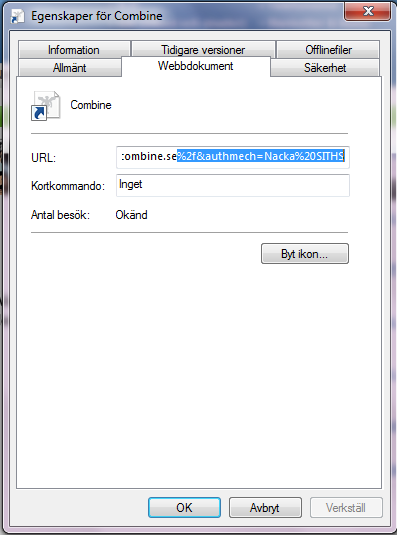 Egenskaper för Combine
Information Tidigare versioner Offlinefiler
Allmänt Webbdokument Säkerhet
Combine
URL: combine.se%2f&authmech=Nacka%20SITHS
Kortkommando: Inget
Antal besök: Okänd
Byt ikon...
OK Avbryt Verkställ